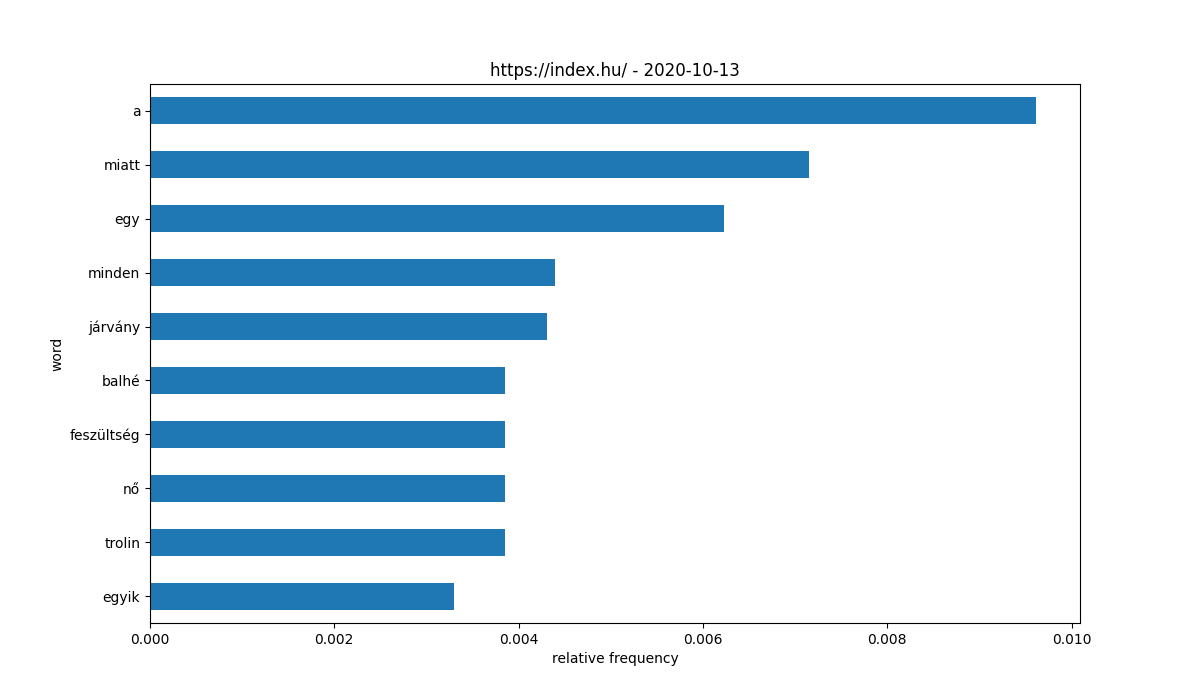 https://index.hu/ - 2020-10-13
a
miatt
egy
minden
járvány
balhé
feszültség
nő
trolin
egyik
word
0.000 0.002 0.004 0.006 0.008 0.010
relative frequency